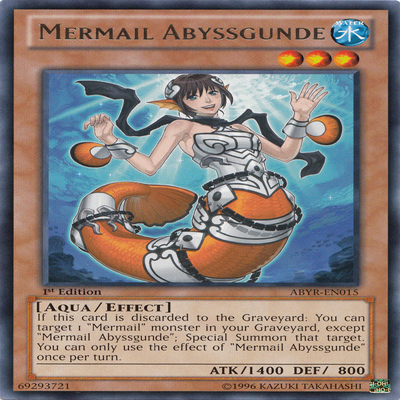 MERMAIL ABYSSGUNDE
WATER
水
1st Edition
ABYR-EN015
[AQUA / EFFECT]
If this card is discarded to the Graveyard: You can
target 1 "Mermail" monster in your Graveyard, except
"Mermail Abyssgunde"; Special Summon that target.
You can only use the effect of "Mermail Abyssgunde"
once per turn.
ATK/1400 DEF/ 800
69293721
©1996 KAZUKI TAKAHASHI